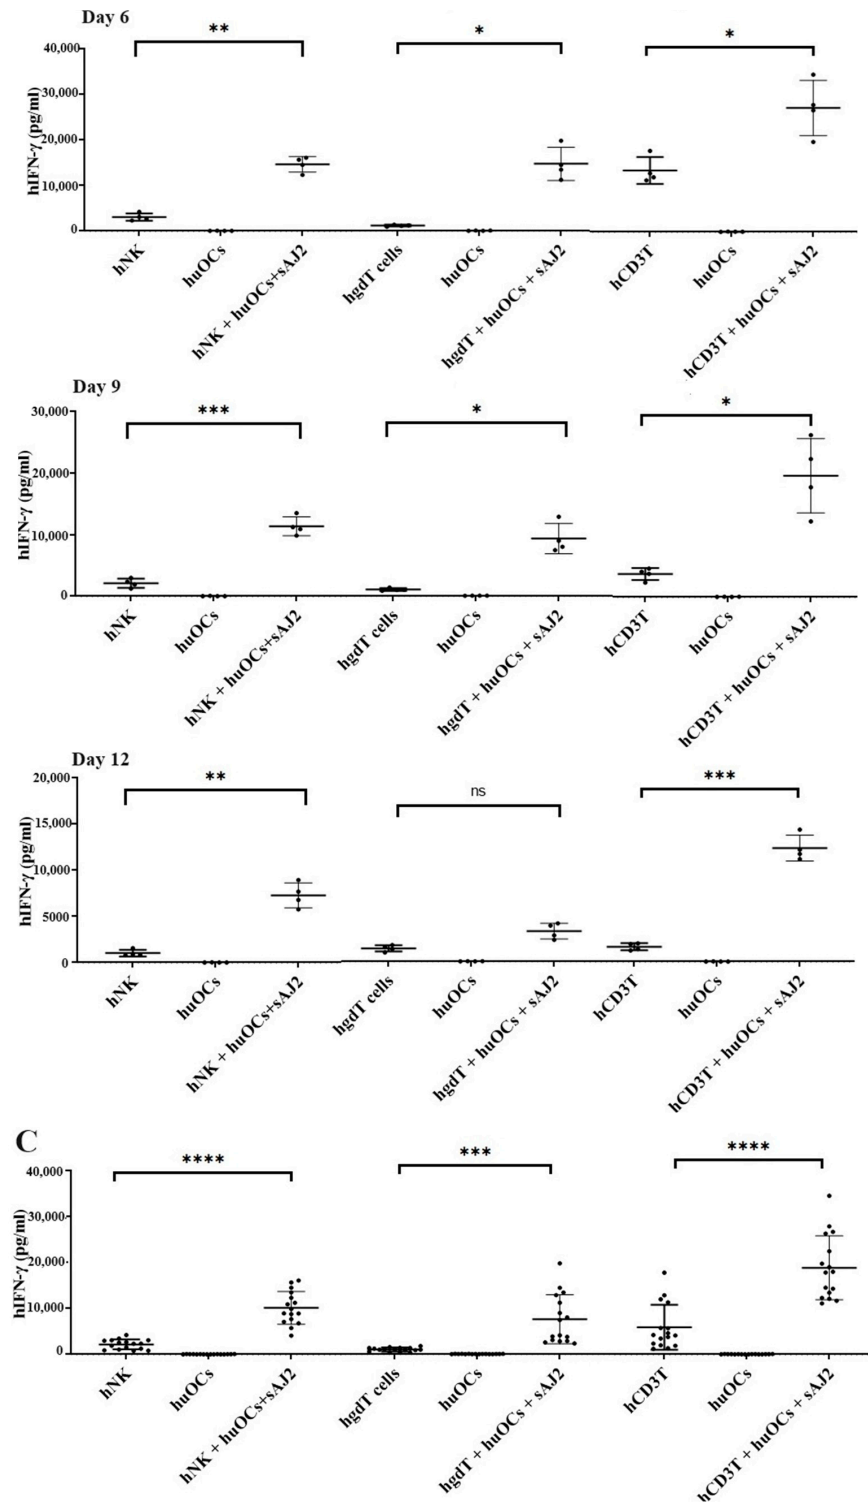 Day 6
** * *
40,000
30,000
20,000
10,000
0
hIFN-γ (pg/ml)
hNK
huOCs
hNK + huOCs+sAJ2
hgdT cells
huOCs
hgdT + huOCs + sAJ2
hCD3T
huOCs
hCD3T + huOCs + sAJ2
Day 9
*** * *
30,000
20,000
10,000
0
hIFN-γ (pg/ml)
hNK
huOCs
hNK + huOCs+sAJ2
hgdT cells
huOCs
hgdT + huOCs + sAJ2
hCD3T
huOCs
hCD3T + huOCs + sAJ2
Day 12
** ns ***
20,000
15,000
10,000
5000
0
hIFN-γ (pg/ml)
hNK
huOCs
hNK + huOCs+sAJ2
hgdT cells
huOCs
hgdT + huOCs + sAJ2
hCD3T
huOCs
hCD3T + huOCs + sAJ2
C
**** *** ****
40,000
30,000
20,000
10,000
0
hIFN-γ (pg/ml)
hNK
huOCs
hNK + huOCs+sAJ2
hgdT cells
huOCs
hgdT + huOCs + sAJ2
hCD3T
huOCs
hCD3T + huOCs + sAJ2